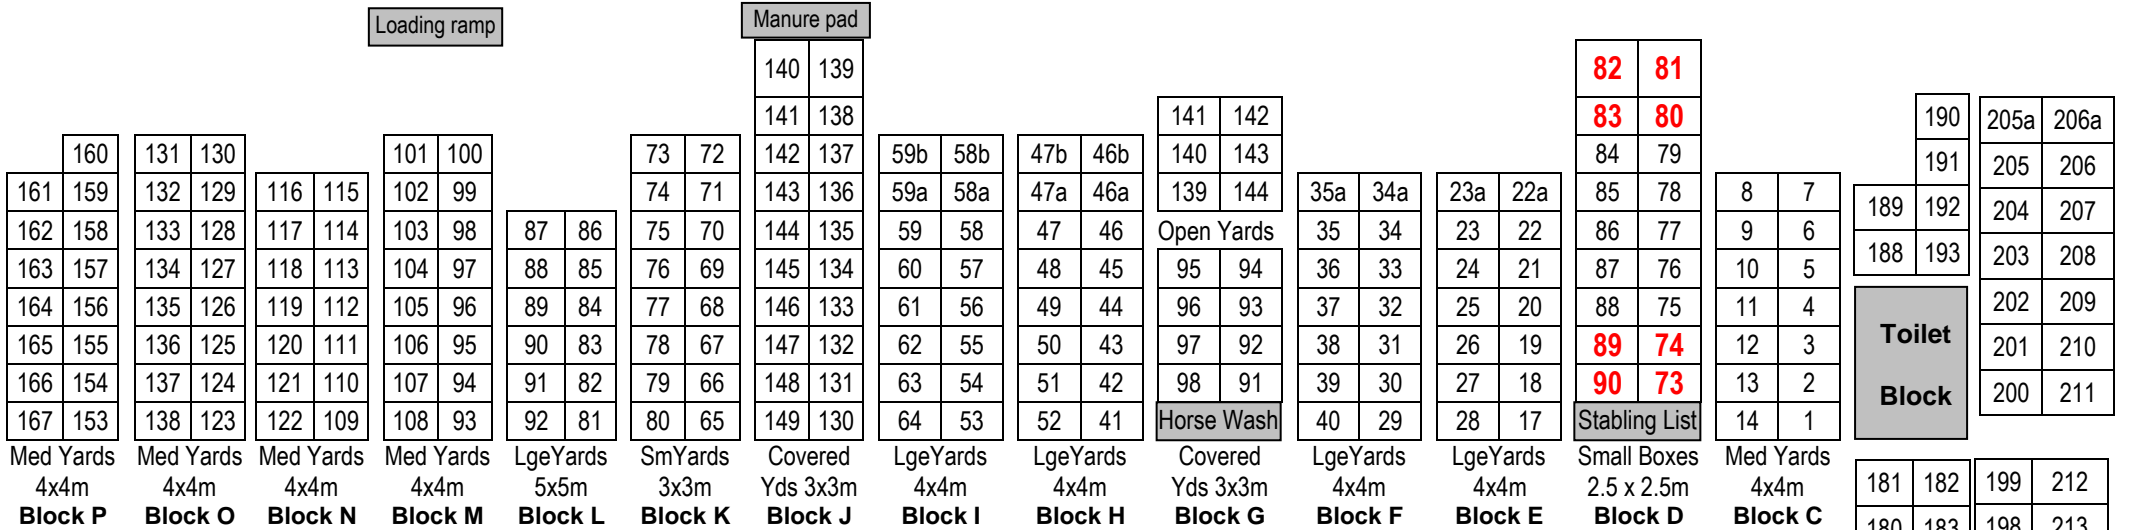 Loading ramp
Manure pad
140 139 82 81
141 138 141 142 83 80 190 205a 206a
160 131 130 101 100 73 72 142 137 59b 58b 47b 46b 140 143 84 79 191 205 206
161 159 132 129 116 115 102 99 74 71 143 136 59a 58a 47a 46a 139 144 35a 34a 23a 22a 85 78 8 7 189 192 204 207
162 158 133 128 117 114 103 98 87 86 75 70 144 135 59 58 47 46 Open Yards 35 34 23 22 86 77 9 6 188 193 203 208
163 157 134 127 118 113 104 97 88 85 76 69 145 134 60 57 48 45 95 94 36 33 24 21 87 76 10 5
164 156 135 126 119 112 105 96 89 84 77 68 146 133 61 56 49 44 96 93 37 32 25 20 88 75 11 4 202 209
165 155 136 125 120 111 106 95 90 83 78 67 147 132 62 55 50 43 97 92 38 31 26 19 89 74 12 3 Toilet 201 210
166 154 137 124 121 110 107 94 91 82 79 66 148 131 63 54 51 42 98 91 39 30 27 18 90 73 13 2 Block 200 211
167 153 138 123 122 109 108 93 92 81 80 65 149 130 64 53 52 41 Horse Wash 40 29 28 17 Stabling List 14 1
Med Yards Med Yards Med Yards Med Yards LgeYards SmYards Covered LgeYards LgeYards Covered LgeYards LgeYards Small Boxes Med Yards
4x4m 4x4m 4x4m 4x4m 5x5m 3x3m Yds 3x3m 4x4m 4x4m Yds 3x3m 4x4m 4x4m 2.5 x 2.5m 4x4m 181 182 199 212
Block P Block O Block N Block M Block L Block K Block J Block I Block H Block G Block F Block E Block D Block C 180 183 198 213